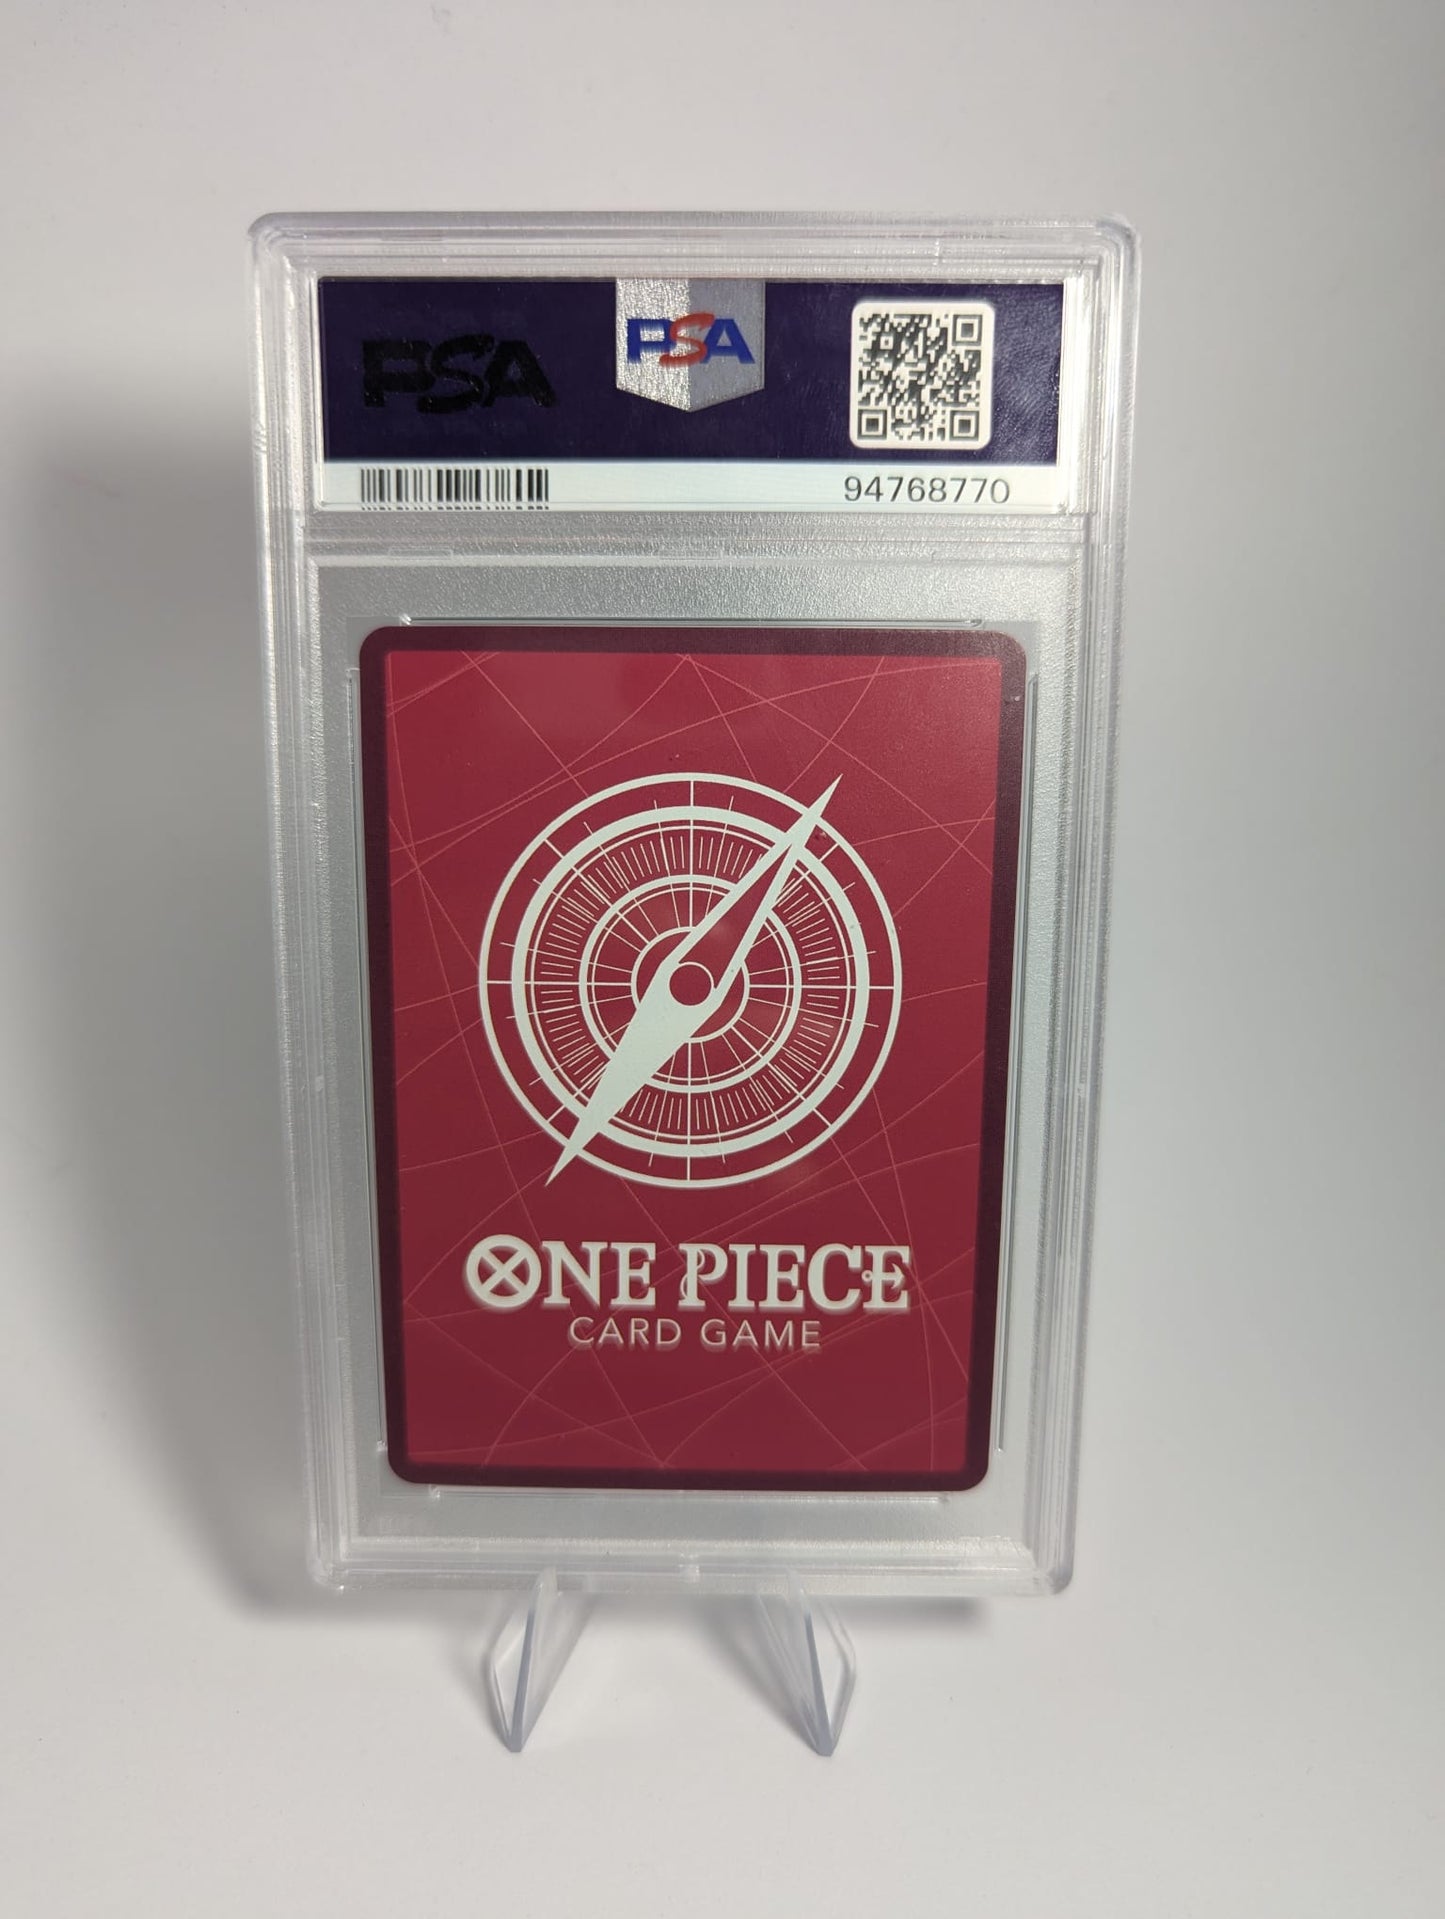 PSA
PSA
94768770
ONE PIECE
CARD GAME